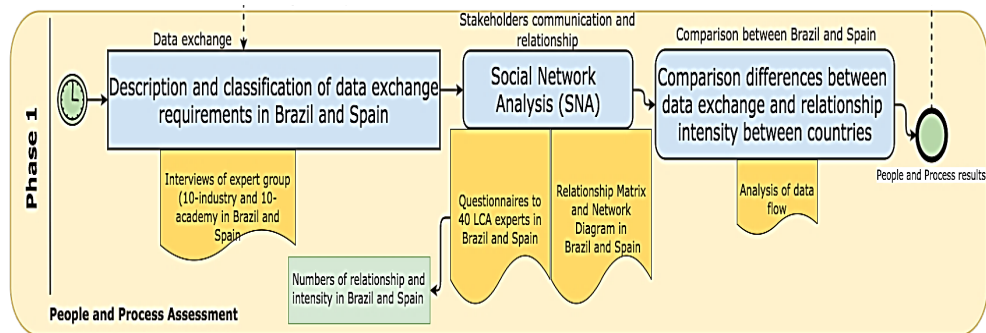 Phase 1
Data exchange
Description and classification of data exchange
requirements in Brazil and Spain
Interviews of expert group
(10-industry and 10-
academy in Brazil and
Spain
Stakeholders communication and
relationship
Social Network
Analysis (SNA)
Questionnaires to
40 LCA experts in
Brazil and Spain
Relationship Matrix
and Network
Diagram in
Brazil and Spain
Numbers of relationship and
intensity in Brazil and Spain
Comparison between Brazil and Spain
Comparison differences between
data exchange and relationship
intensity between countries
Analysis of data
flow
People and Process results
People and Process Assessment